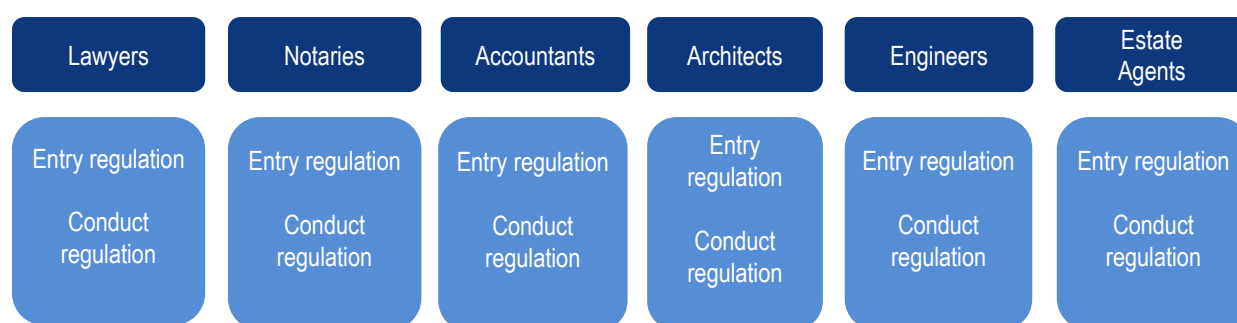 Lawyers
Notaries
Accountants
Architects
Engineers
Estate
Agents
Entry regulation
Conduct
regulation
Entry regulation
Conduct
regulation
Entry regulation
Conduct
regulation
Entry
regulation
Conduct
regulation
Entry regulation
Conduct
regulation
Entry regulation
Conduct
regulation